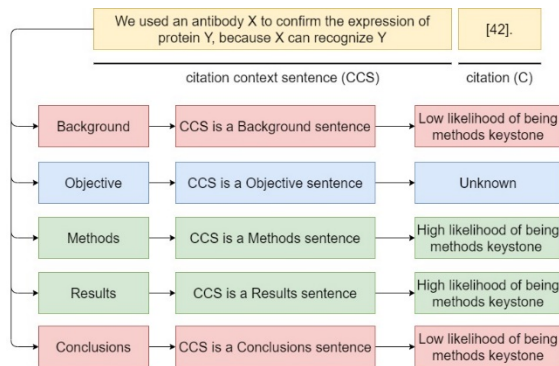 We used an antibody X to confirm the expression of
protein Y, because X can recognize Y
[42].
citation context sentence (CCS)
citation (C)
Background
CCS is a Background sentence
Low likelihood of being
methods keystone
Objective
CCS is a Objective sentence
Unknown
Methods
CCS is a Methods sentence
High likelihood of being
methods keystone
Results
CCS is a Results sentence
High likelihood of being
methods keystone
Conclusions
CCS is a Conclusions sentence
Low likelihood of being
methods keystone